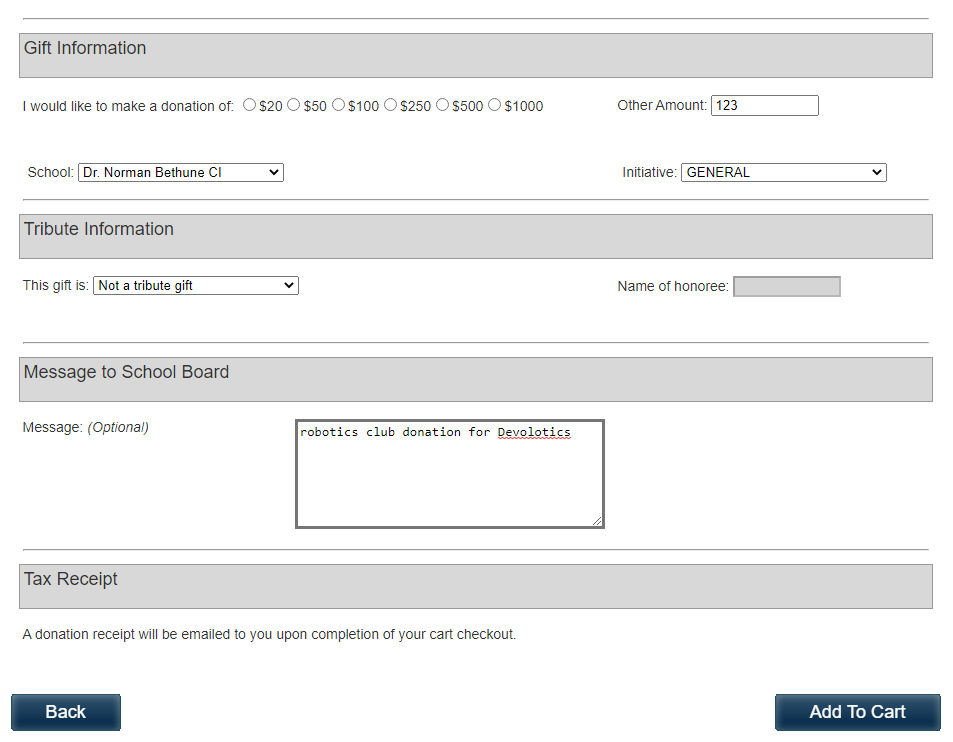 Gift Information
I would like to make a donation of: $20 $50 $100 $250 $500 $1000 Other Amount: 123
School: Dr. Norman Bethune CI Initiative: GENERAL
Tribute Information
This gift is: Not a tribute gift Name of honoree:
Message to School Board
Message: (Optional) robotics club donation for Devolotics
Tax Receipt
A donation receipt will be emailed to you upon completion of your cart checkout.
Back Add To Cart